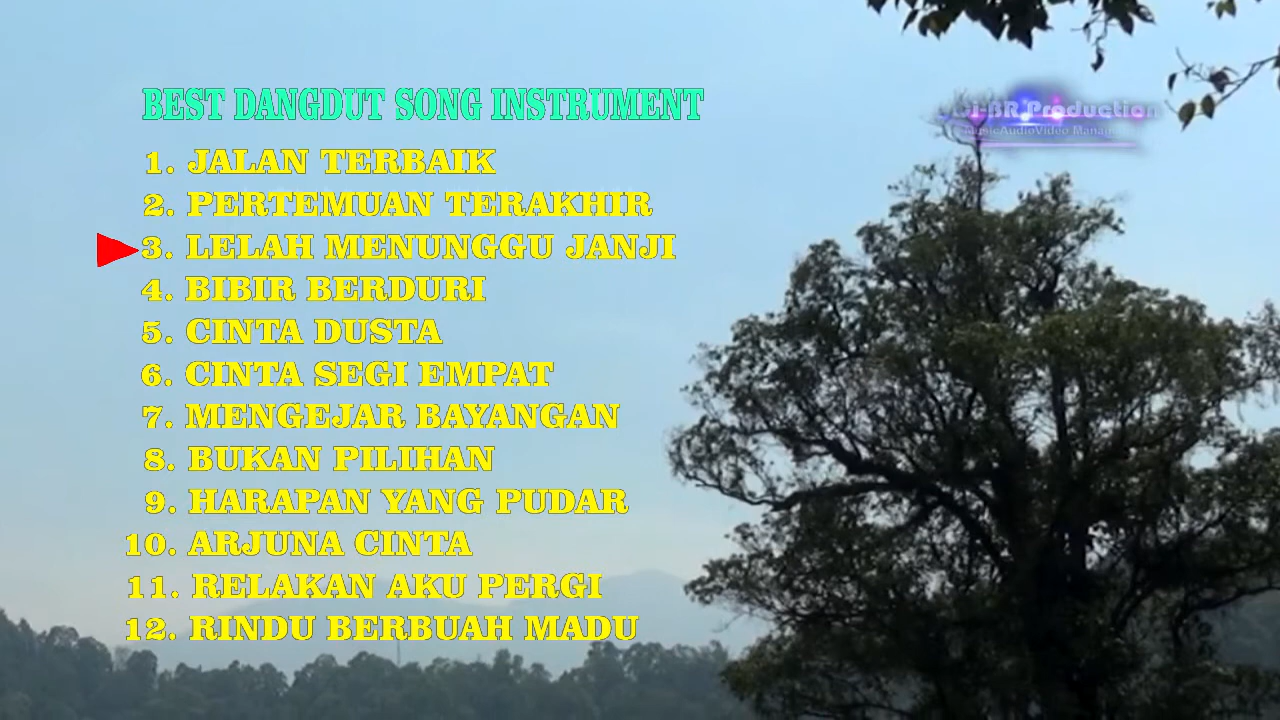 BEST DANGDUT SONG INSTRUMENT
1. JALAN TERBAIK
2. PERTEMUAN TERAKHIR
3. LELAH MENUNGGU JANJI
4. BIBIR BERDURI
5. CINTA DUSTA
6. CINTA SEGI EMPAT
7. MENGEJAR BAYANGAN
8. BUKAN PILIHAN
9. HARAPAN YANG PUDAR
10. ARJUNA CINTA
11. RELAKAN AKU PERGI
12. RINDU BERBUAH MADU
Production